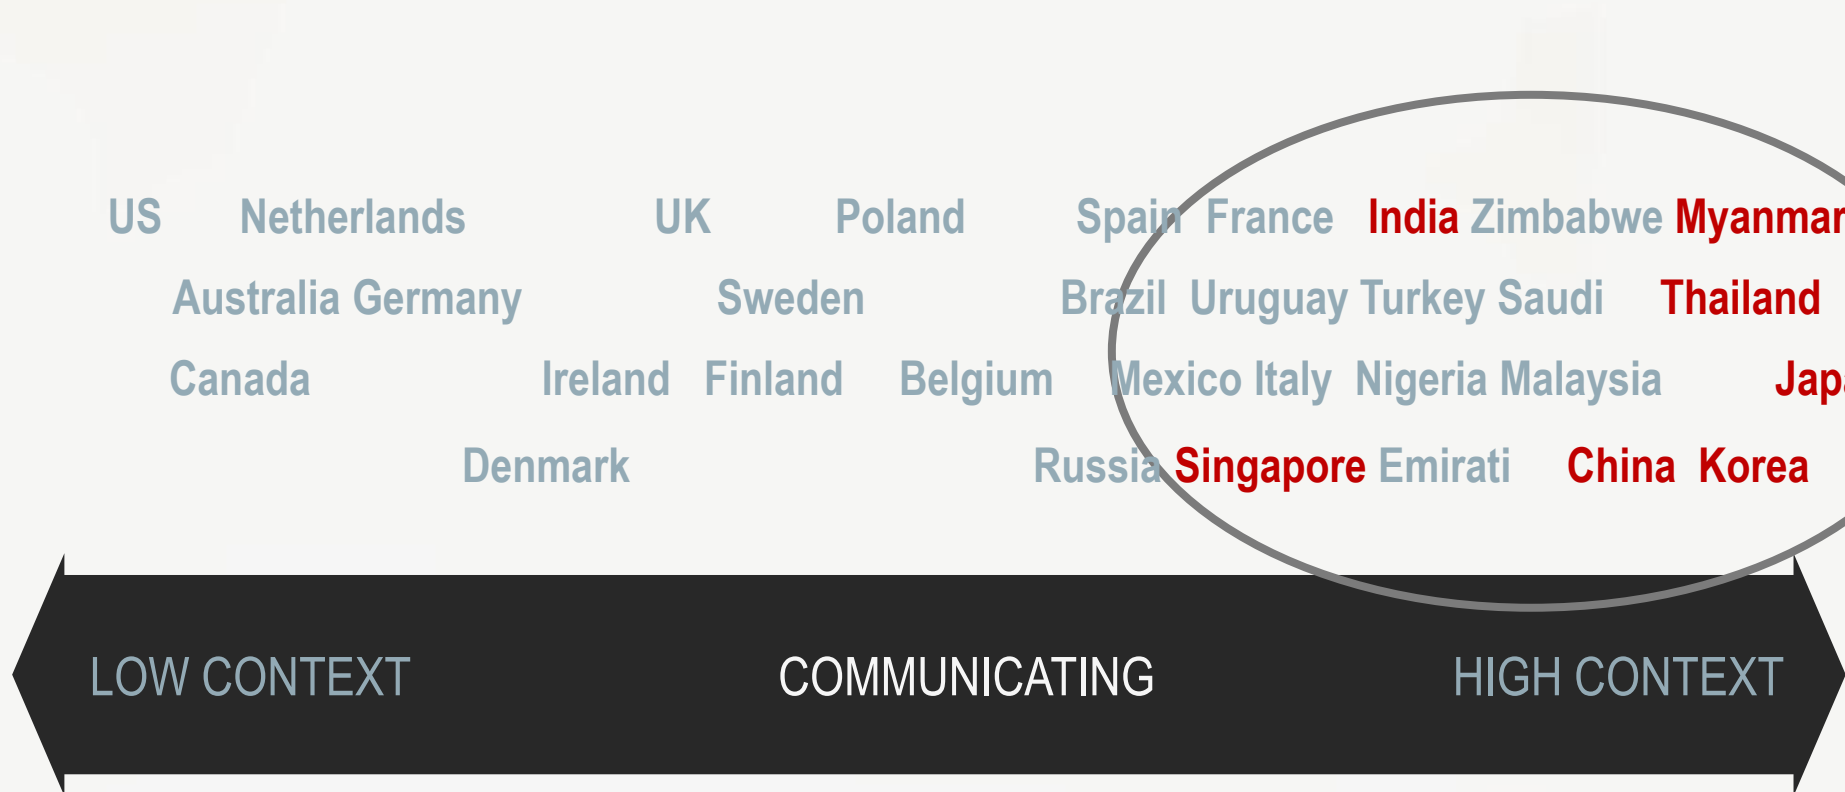 US Netherlands UK Poland Spain France India Zimbabwe Myanmar
Australia Germany Sweden Brazil Uruguay Turkey Saudi Thailand
Canada Ireland Finland Belgium Mexico Italy Nigeria Malaysia
Denmark Russia Singapore Emirati China Korea
LOW CONTEXT COMMUNICATING HIGH CONTEXT